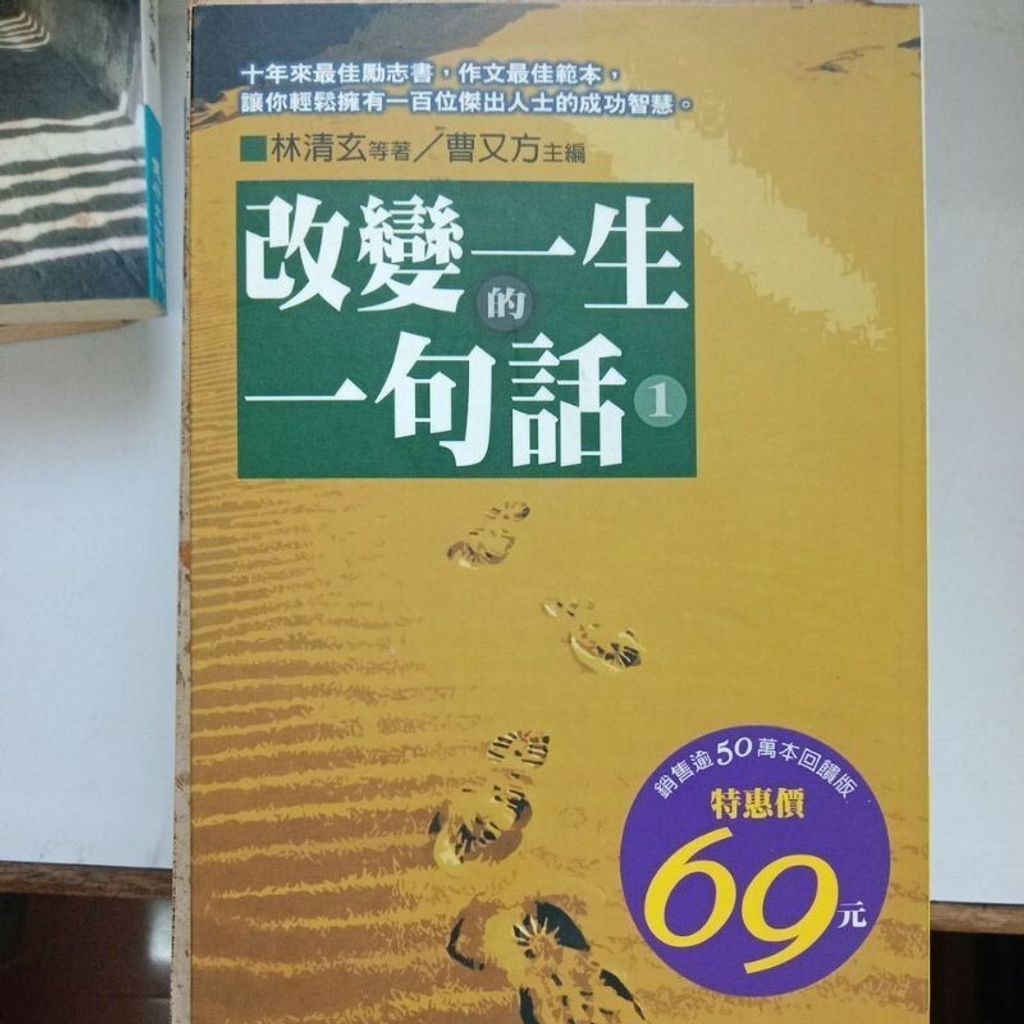 十年來最佳勵志書，作文最佳範本，
讓你輕鬆擁有一百位傑出人士的成功智慧。
林清玄等著／曹又方主編
改變一生
的
一句話1
銷售逾50萬本回饋版
特惠價
69元